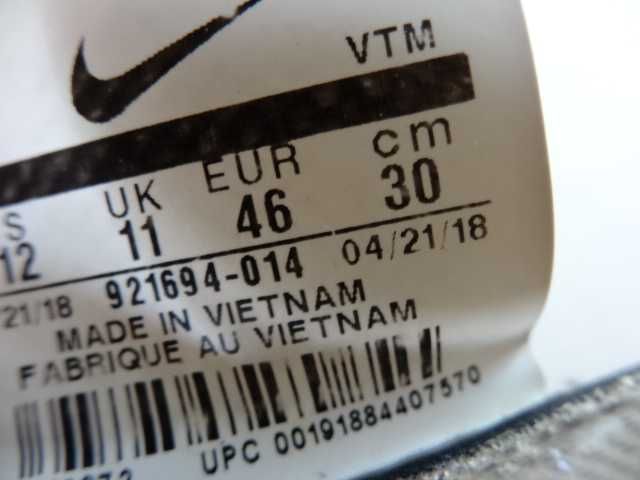 VTM
S UK EUR cm
12 11 46 30
21/18 921694-014 04/21/18
MADE IN VIETNAM
FABRIQUE AU VIETNAM
UPC 00191884407570